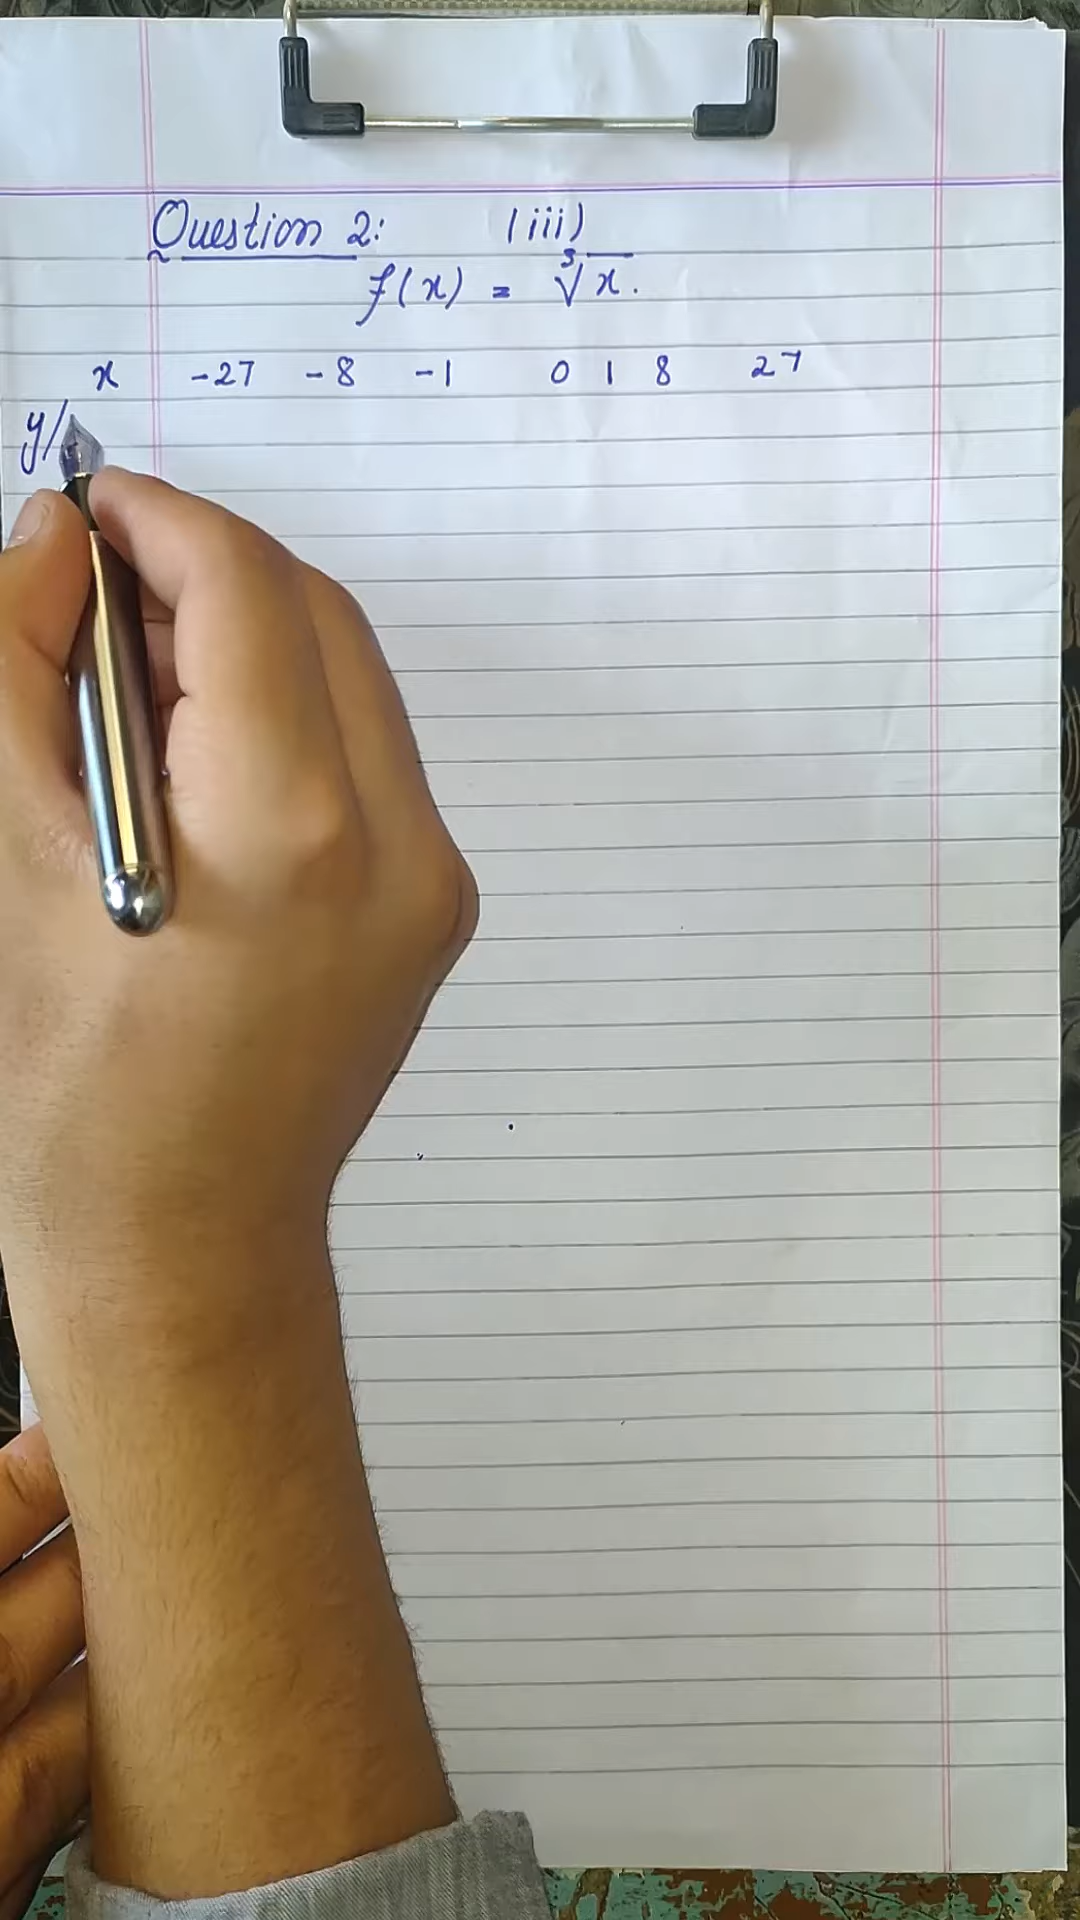 Question 2: (iii)
f(x) = ∛x.
x -27 -8 -1 0 1 8 27
y/